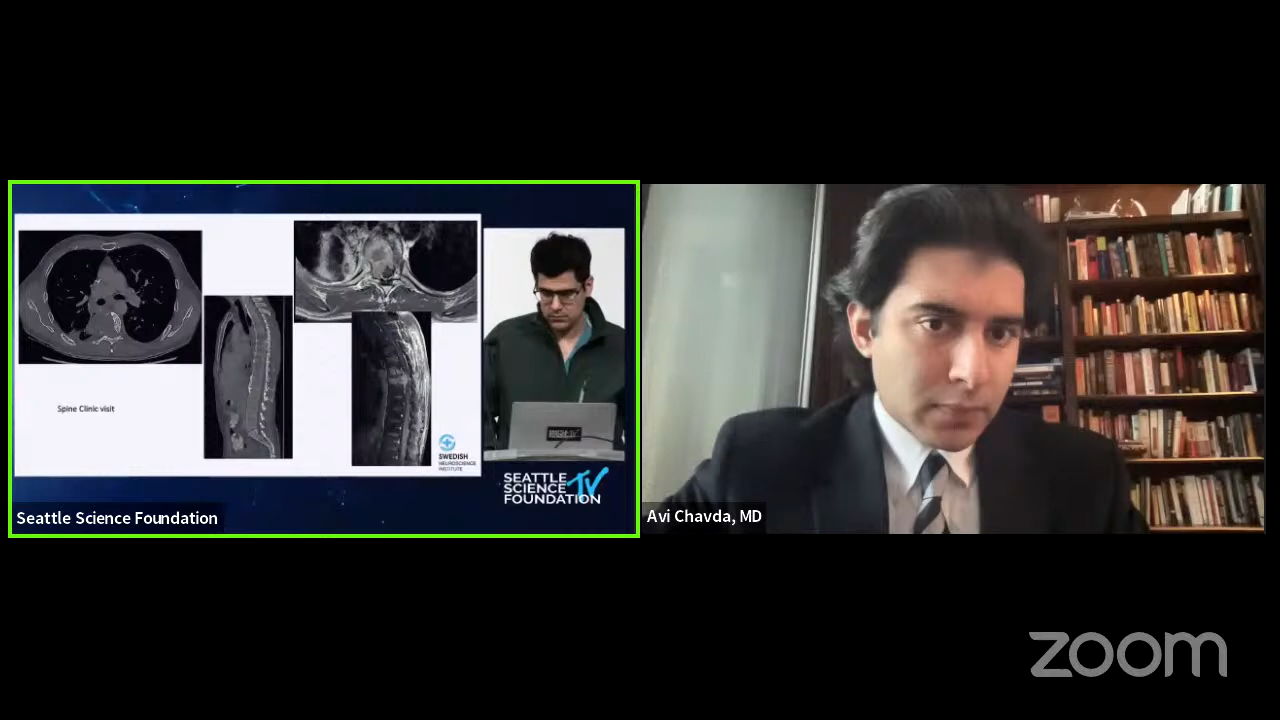 Spine Clinic visit
SWEDISH
NEUROSCIENCE
INSTITUTE
SEATTLE
SCIENCE TV
FOUNDATION
Seattle Science Foundation
Avi Chavda, MD
zoom